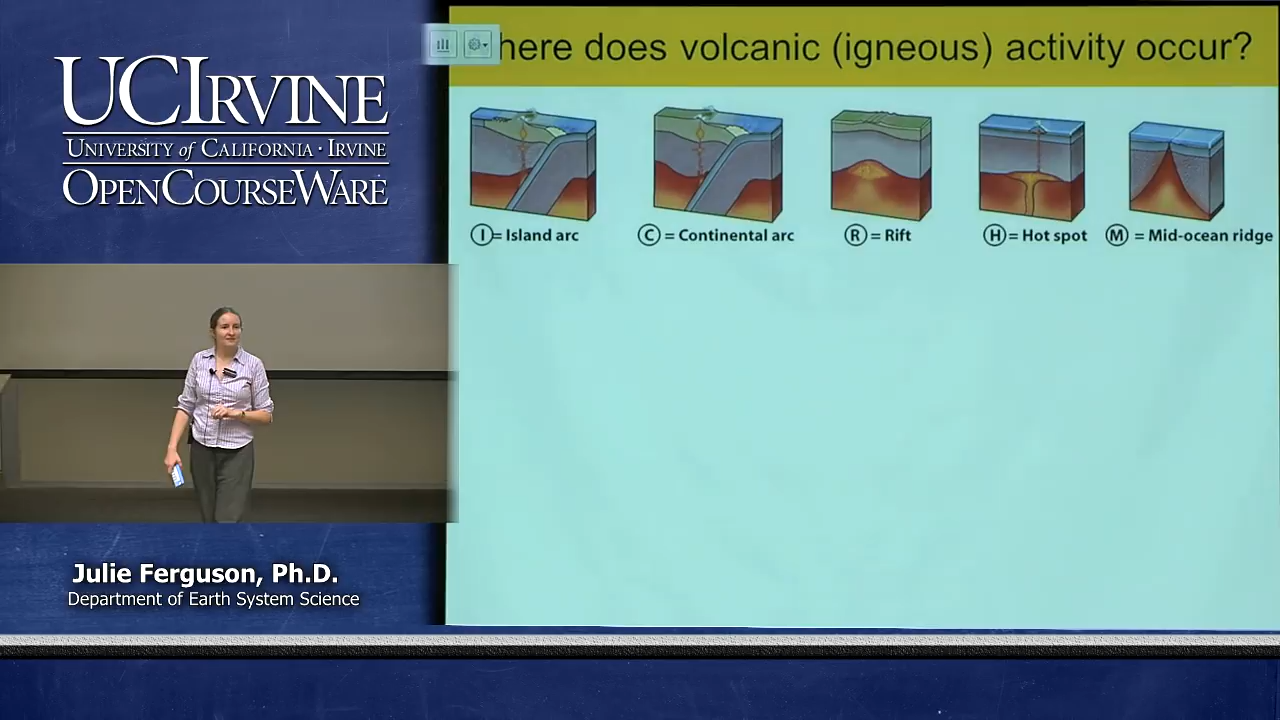 UCIRVINE
UNIVERSITY of CALIFORNIA · IRVINE
OPENCOURSEWARE
here does volcanic (igneous) activity occur?
I = Island arc
C = Continental arc
R = Rift
H = Hot spot
M = Mid-ocean ridge
Julie Ferguson, Ph.D.
Department of Earth System Science